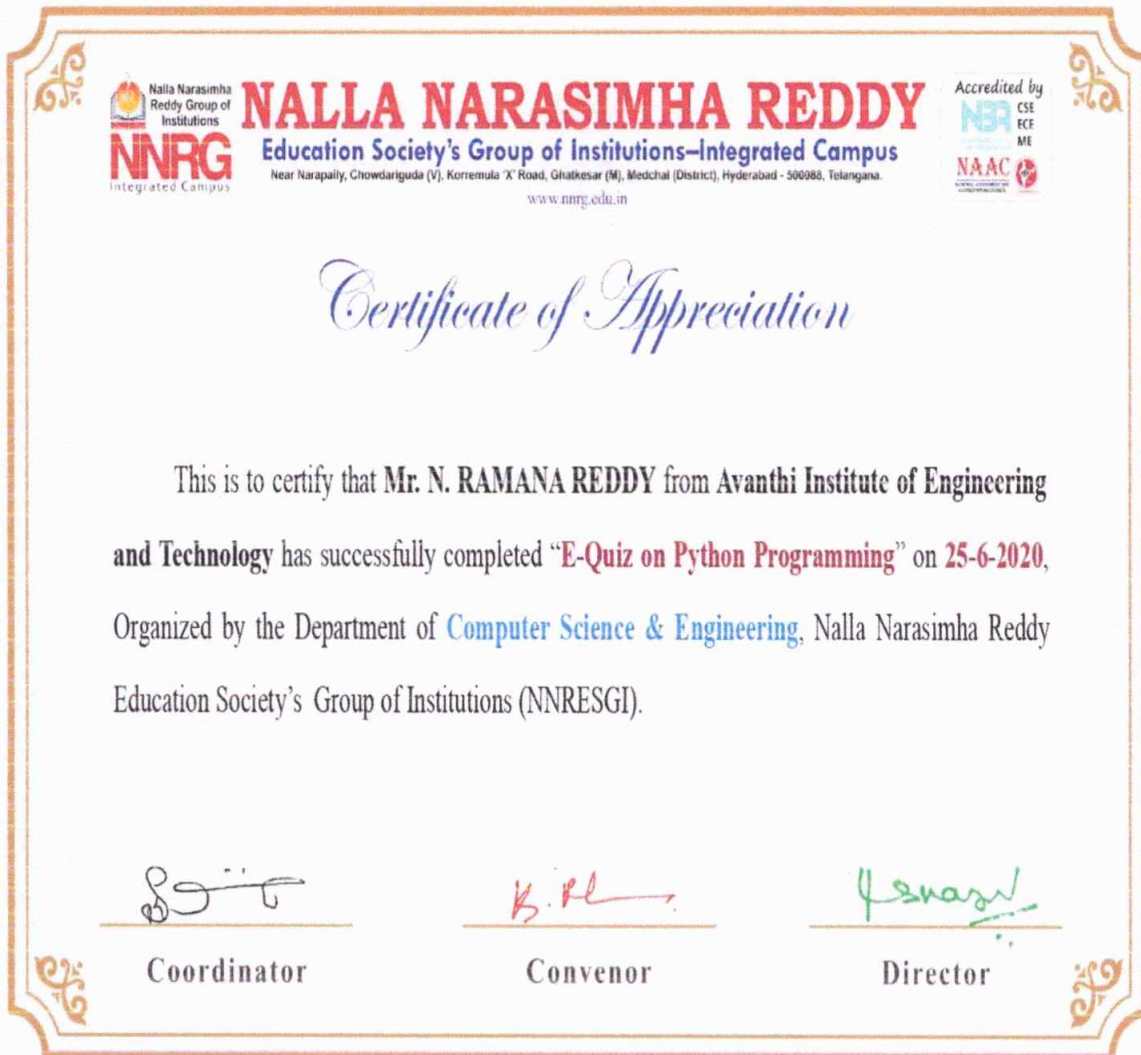 Nalla Narasimha
Reddy Group of
Institutions
NNRG
Integrated Campus
NALLA NARASIMHA REDDY
Education Society's Group of Institutions–Integrated Campus
Near Narapally, Chowdariguda (V), Korremula 'X' Road, Ghatkesar (M), Medchal (District), Hyderabad - 500088, Telangana.
www.nnrg.edu.in
Accredited by
NBA
CSE
ECE
ME
NAAC
Certificate of Appreciation
This is to certify that Mr. N. RAMANA REDDY from Avanthi Institute of Engineering
and Technology has successfully completed “E-Quiz on Python Programming” on 25-6-2020,
Organized by the Department of Computer Science & Engineering, Nalla Narasimha Reddy
Education Society's Group of Institutions (NNRESGI).
Coordinator
Convenor
Director